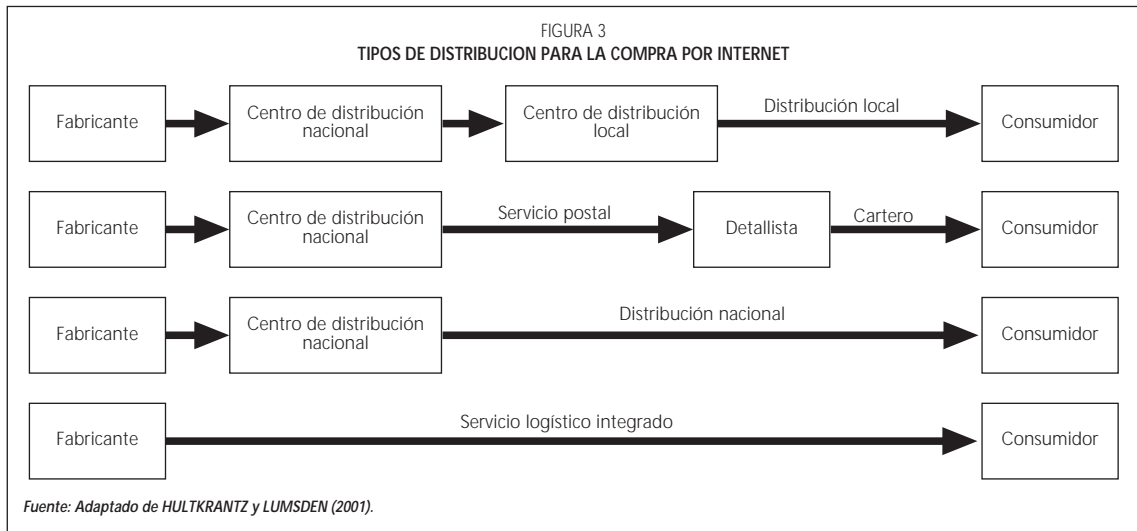 FIGURA 3
TIPOS DE DISTRIBUCION PARA LA COMPRA POR INTERNET
Fabricante
Centro de distribución
nacional
Centro de distribución
local
Distribución local
Consumidor
Fabricante
Centro de distribución
nacional
Servicio postal
Detallista
Cartero
Consumidor
Fabricante
Centro de distribución
nacional
Distribución nacional
Consumidor
Fabricante
Servicio logístico integrado
Consumidor
Fuente: Adaptado de HULTKRANTZ y LUMSDEN (2001).